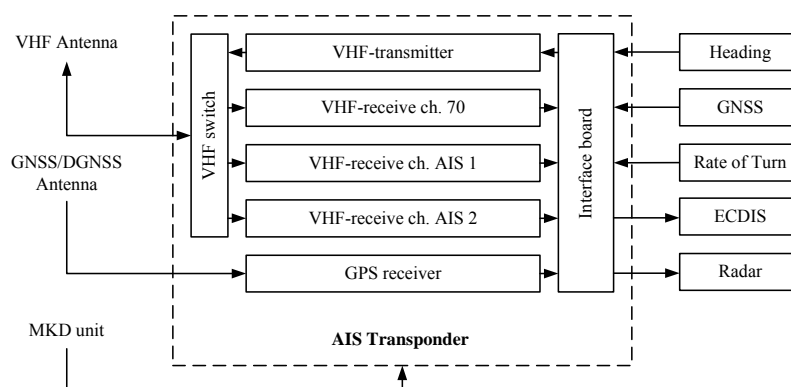 VHF Antenna
GNSS/DGNSS
Antenna
MKD unit
VHF switch
VHF-transmitter
VHF-receive ch. 70
VHF-receive ch. AIS 1
VHF-receive ch. AIS 2
GPS receiver
Interface board
AIS Transponder
Heading
GNSS
Rate of Turn
ECDIS
Radar